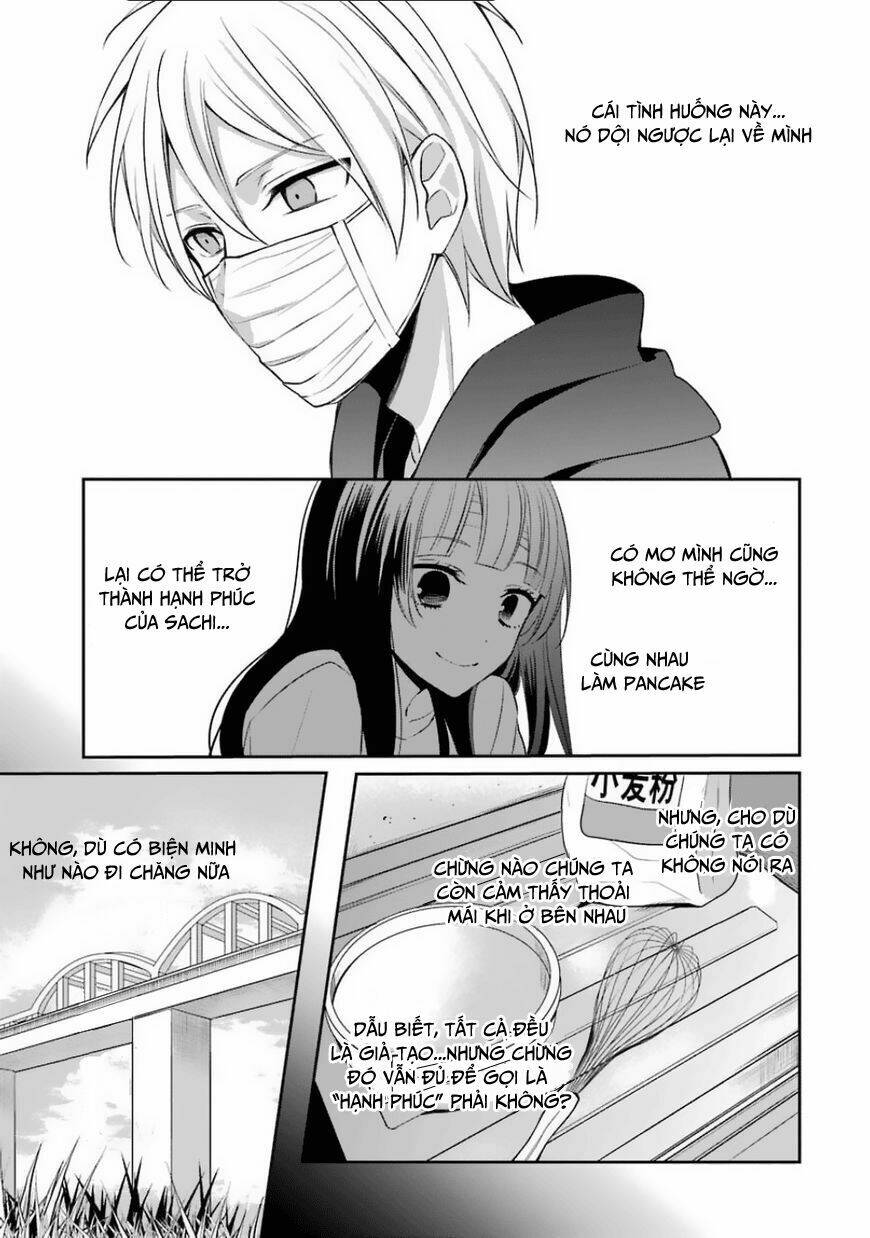 CÁI TÌNH HUỐNG NÀY...
NÓ DỘI NGƯỢC LẠI VỀ MÌNH
CÓ MƠ MÌNH CŨNG
KHÔNG THỂ NGỜ...
CÙNG NHAU
LÀM PANCAKE
LẠI CÓ THỂ TRỞ
THÀNH HẠNH PHÚC
CỦA SACHI...
小麦粉
NHƯNG, CHO DÙ
CHÚNG TA CÓ
KHÔNG NÓI RA
CHỪNG NÀO CHÚNG TA
CÒN CẢM THẤY THOẢI
MÁI KHI Ở BÊN NHAU
DẪU BIẾT, TẤT CẢ ĐỀU
LÀ GIẢ TẠO...NHƯNG CHỪNG
ĐÓ VẪN ĐỦ ĐỂ GỌI LÀ
“HẠNH PHÚC” PHẢI KHÔNG?
KHÔNG, DÙ CÓ BIỆN MINH
NHƯ NÀO ĐI CHĂNG NỮA